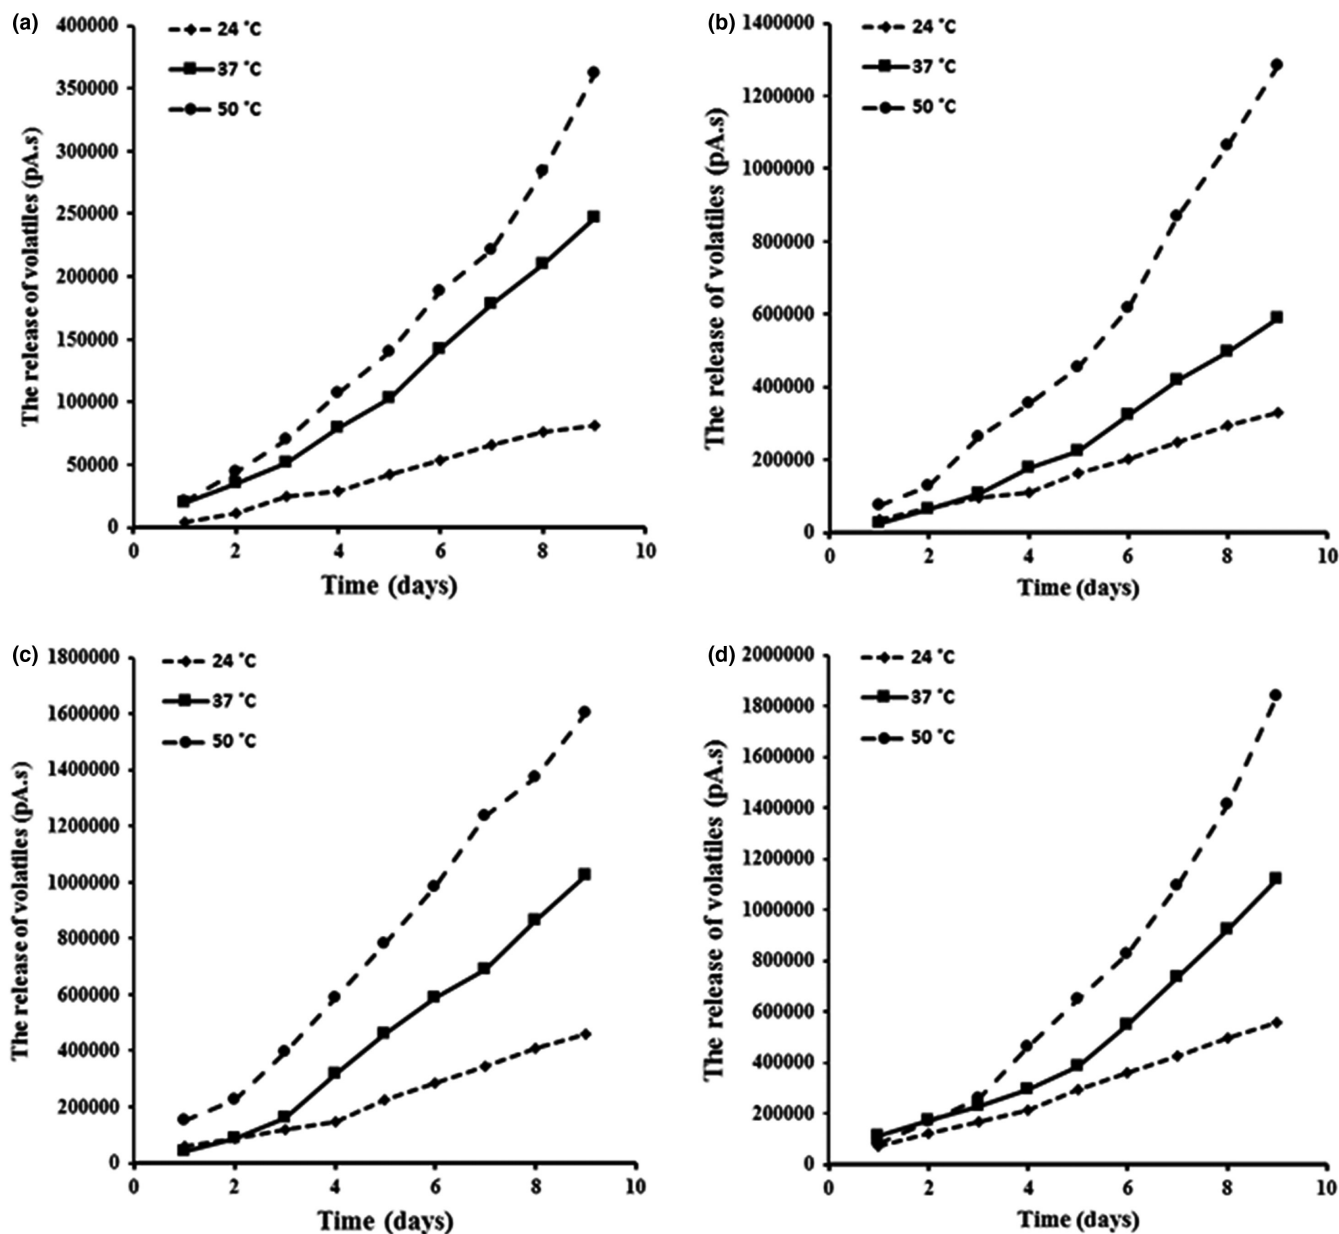 (a)
24 °C
37 °C
50 °C
400000
350000
300000
250000
200000
150000
100000
50000
0
The release of volatiles (pA.s)
0 2 4 6 8 10
Time (days)
(b)
24 °C
37 °C
50 °C
1400000
1200000
1000000
800000
600000
400000
200000
0
The release of volatiles (pA.s)
0 2 4 6 8 10
Time (days)
(c)
24 °C
37 °C
50 °C
1800000
1600000
1400000
1200000
1000000
800000
600000
400000
200000
0
The release of volatiles (pA.s)
0 2 4 6 8 10
Time (days)
(d)
24 °C
37 °C
50 °C
2000000
1800000
1600000
1400000
1200000
1000000
800000
600000
400000
200000
0
The release of volatiles (pA.s)
0 2 4 6 8 10
Time (days)